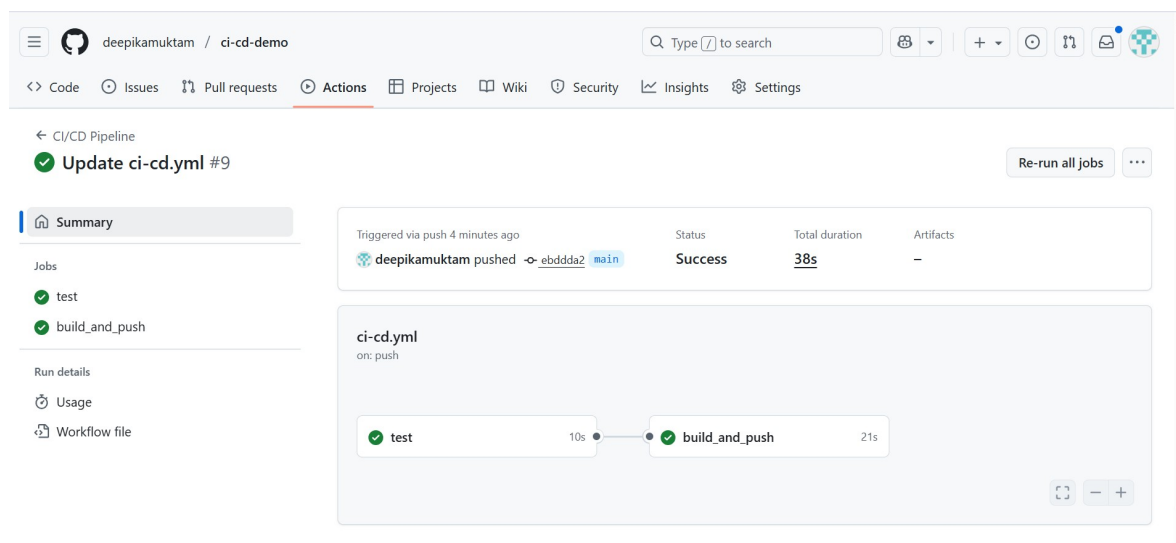 deepikamuktam / ci-cd-demo
Type / to search
Code Issues Pull requests Actions Projects Wiki Security Insights Settings
CI/CD Pipeline
Update ci-cd.yml #9
Re-run all jobs
Summary
Jobs
test
build_and_push
Run details
Usage
Workflow file
Triggered via push 4 minutes ago Status Total duration Artifacts
deepikamuktam pushed ebddda2 main Success 38s –
ci-cd.yml
on: push
test 10s build_and_push 21s